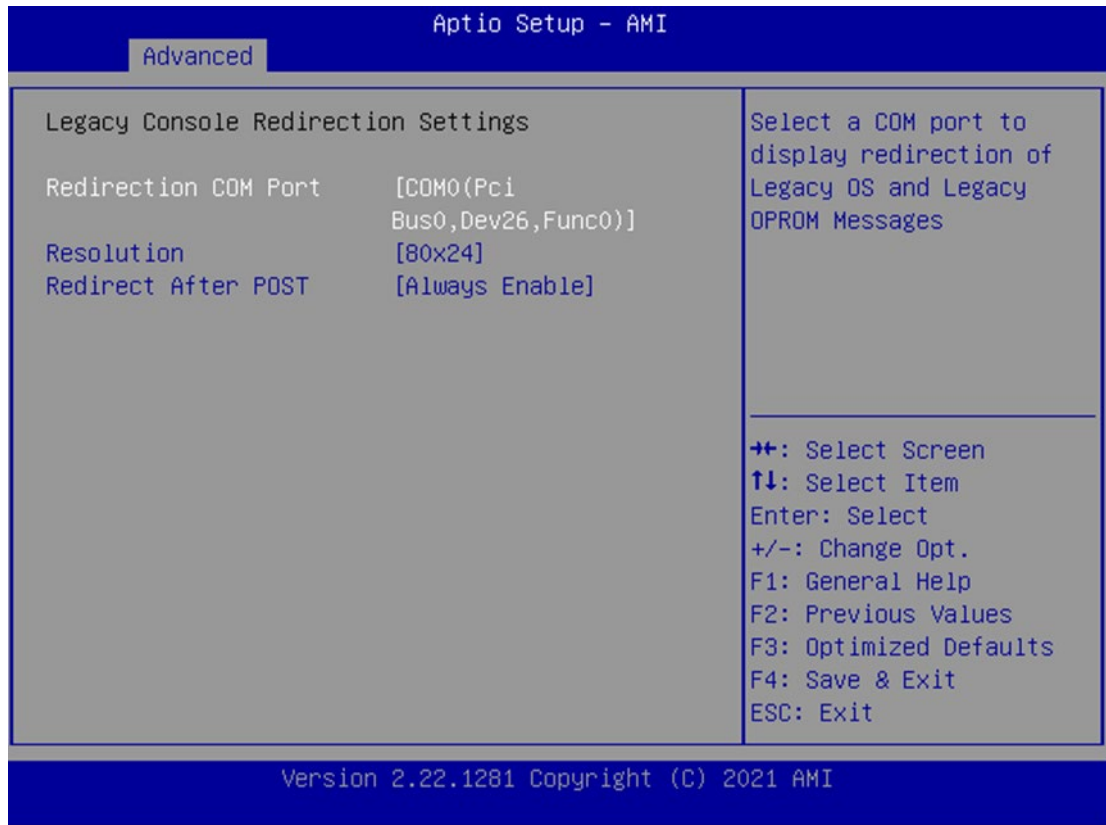 Aptio Setup – AMI
Advanced
Legacy Console Redirection Settings
Redirection COM Port [COM0(Pci
Bus0,Dev26,Func0)]
Resolution [80x24]
Redirect After POST [Always Enable]
Select a COM port to
display redirection of
Legacy OS and Legacy
OPROM Messages
→←: Select Screen
↑↓: Select Item
Enter: Select
+/-: Change Opt.
F1: General Help
F2: Previous Values
F3: Optimized Defaults
F4: Save & Exit
ESC: Exit
Version 2.22.1281 Copyright (C) 2021 AMI